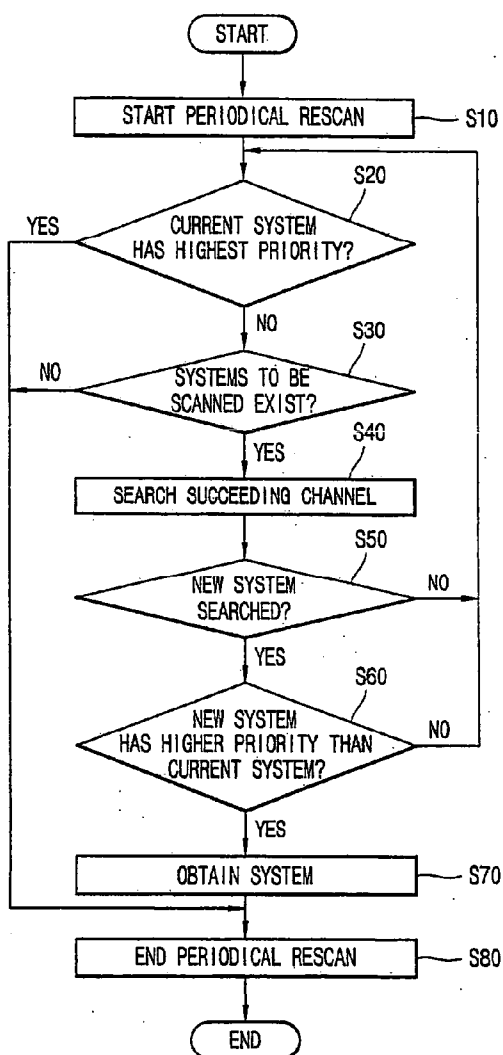 START
START PERIODICAL RESCAN
S10
S20
YES
CURRENT SYSTEM
HAS HIGHEST PRIORITY?
NO
S30
NO
SYSTEMS TO BE
SCANNED EXIST?
YES
S40
SEARCH SUCCEEDING CHANNEL
S50
NEW SYSTEM
SEARCHED?
NO
YES
S60
NEW SYSTEM
HAS HIGHER PRIORITY THAN
CURRENT SYSTEM?
NO
YES
OBTAIN SYSTEM
S70
END PERIODICAL RESCAN
S80
END